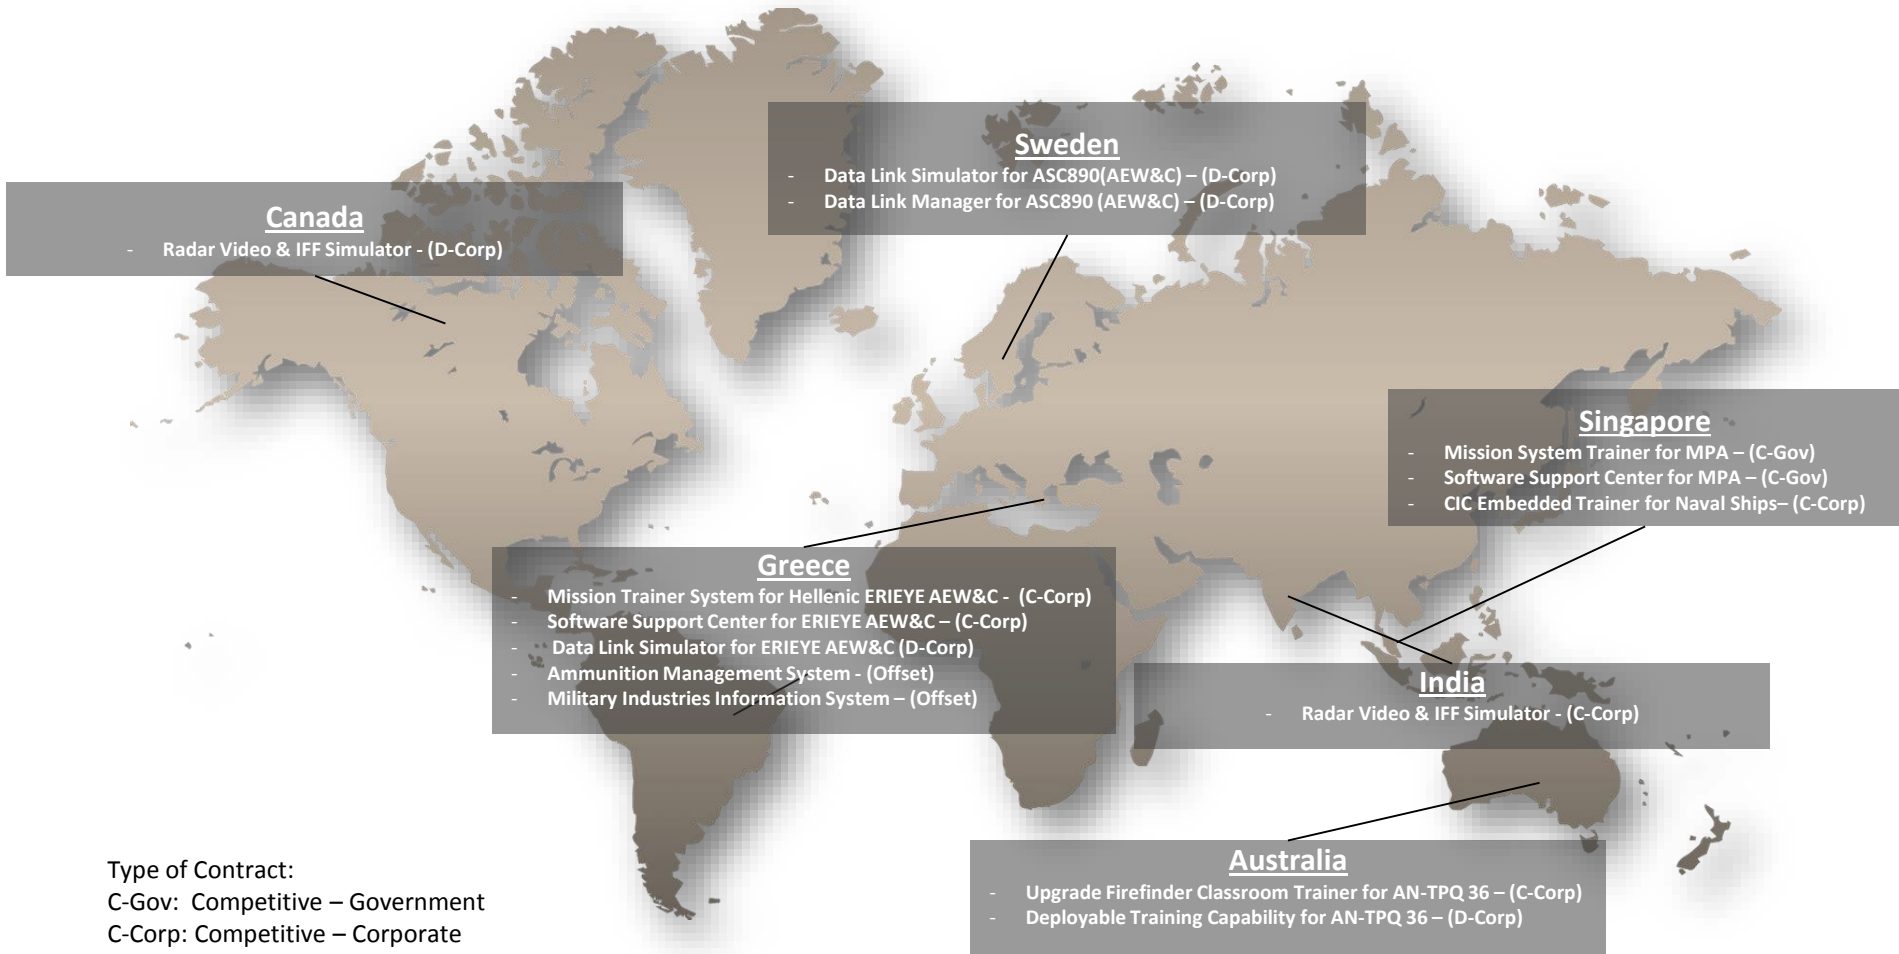 Sweden
- Data Link Simulator for ASC890(AEW&C) – (D-Corp)
- Data Link Manager for ASC890 (AEW&C) – (D-Corp)
Canada
- Radar Video & IFF Simulator - (D-Corp)
Singapore
- Mission System Trainer for MPA – (C-Gov)
- Software Support Center for MPA – (C-Gov)
- CIC Embedded Trainer for Naval Ships– (C-Corp)
Greece
- Mission Trainer System for Hellenic ERIEYE AEW&C - (C-Corp)
- Software Support Center for ERIEYE AEW&C – (C-Corp)
- Data Link Simulator for ERIEYE AEW&C (D-Corp)
- Ammunition Management System - (Offset)
- Military Industries Information System – (Offset)
India
- Radar Video & IFF Simulator - (C-Corp)
Australia
- Upgrade Firefinder Classroom Trainer for AN-TPQ 36 – (C-Corp)
- Deployable Training Capability for AN-TPQ 36 – (D-Corp)
Type of Contract:
C-Gov: Competitive – Government
C-Corp: Competitive – Corporate